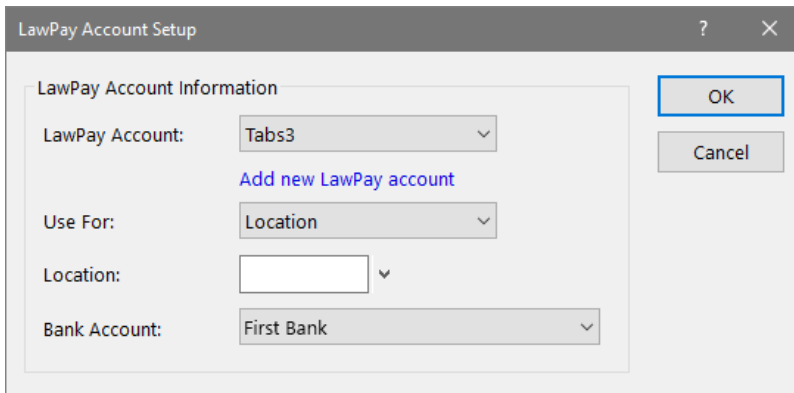 LawPay Account Setup ?
LawPay Account Information
OK
LawPay Account: Tabs3
Cancel
Add new LawPay account
Use For: Location
Location:
Bank Account: First Bank